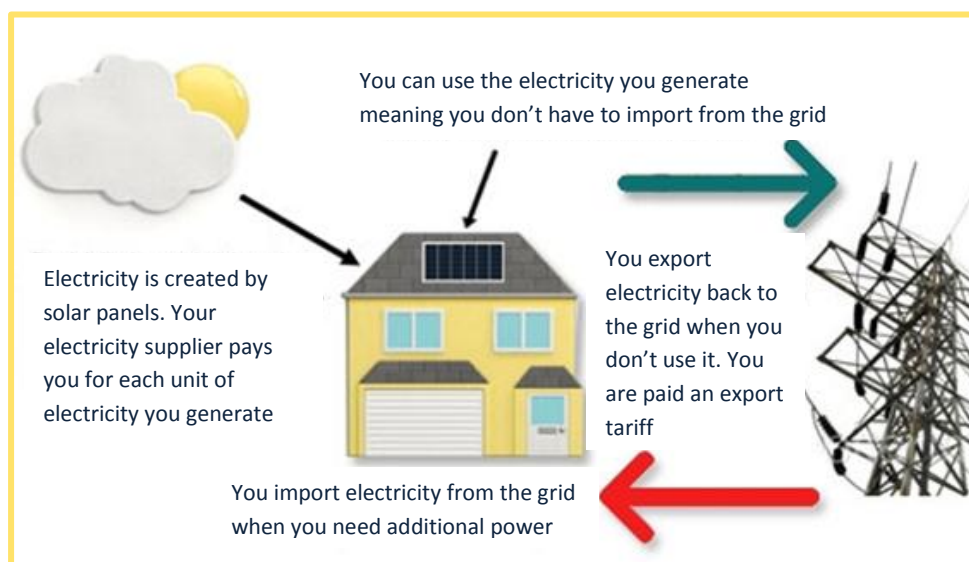 You can use the electricity you generate
meaning you don’t have to import from the grid
Electricity is created by
solar panels. Your
electricity supplier pays
you for each unit of
electricity you generate
You export
electricity back to
the grid when you
don’t use it. You
are paid an export
tariff
You import electricity from the grid
when you need additional power